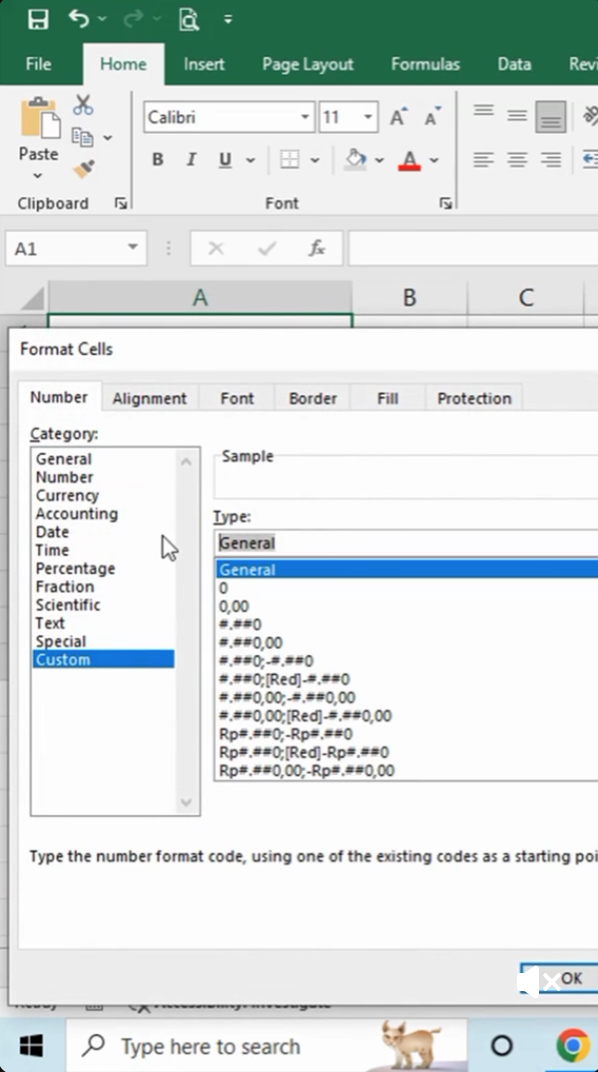 File Home Insert Page Layout Formulas Data Revi
Calibri 11
Paste
B I U
Clipboard Font
A1 fx
A B C
Format Cells
Number Alignment Font Border Fill Protection
Category:
General
Number
Currency
Accounting
Date
Time
Percentage
Fraction
Scientific
Text
Special
Custom
Sample
Type:
General
General
0
0,00
#.##0
#.##0,00
#.##0;-#.##0
#.##0;[Red]-#.##0
#.##0,00;-#.##0,00
#.##0,00;[Red]-#.##0,00
Rp#.##0;-Rp#.##0
Rp#.##0;[Red]-Rp#.##0
Rp#.##0,00;-Rp#.##0,00
Type the number format code, using one of the existing codes as a starting poi
OK
Type here to search